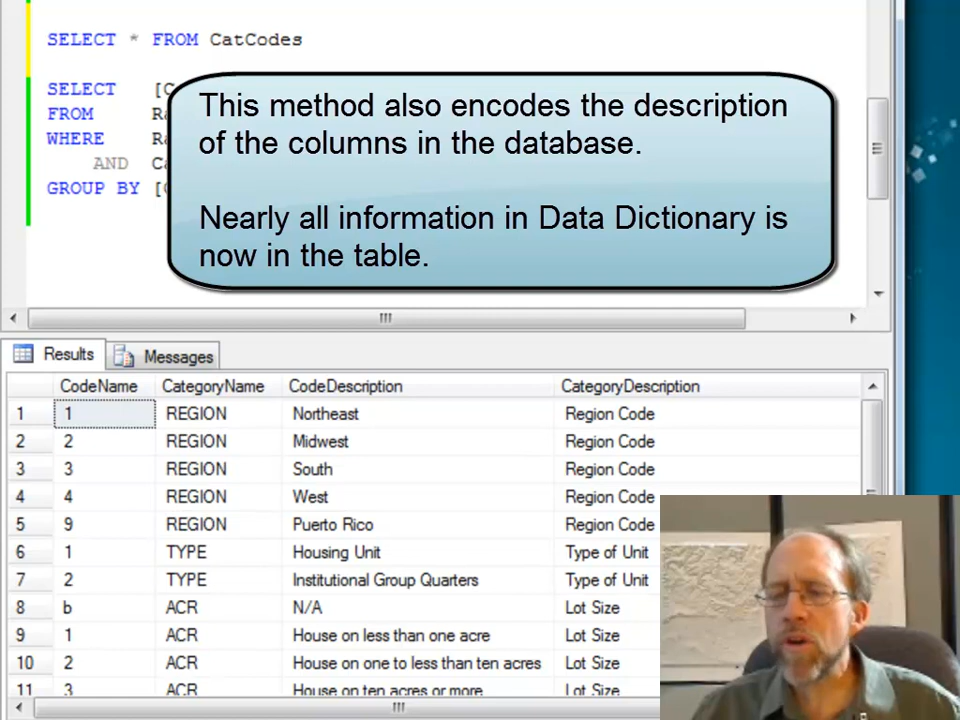 SELECT * FROM CatCodes
SELECT [C
FROM Ra
WHERE Ra
AND Ca
GROUP BY [C
This method also encodes the description
of the columns in the database.
Nearly all information in Data Dictionary is
now in the table.
Results Messages
CodeName CategoryName CodeDescription CategoryDescription
1 1 REGION Northeast Region Code
2 2 REGION Midwest Region Code
3 3 REGION South Region Code
4 4 REGION West Region Code
5 9 REGION Puerto Rico Region Code
6 1 TYPE Housing Unit Type of Unit
7 2 TYPE Institutional Group Quarters Type of Unit
8 b ACR N/A Lot Size
9 1 ACR House on less than one acre Lot Size
10 2 ACR House on one to less than ten acres Lot Size
11 3 ACR House on ten acres or more Lot Size